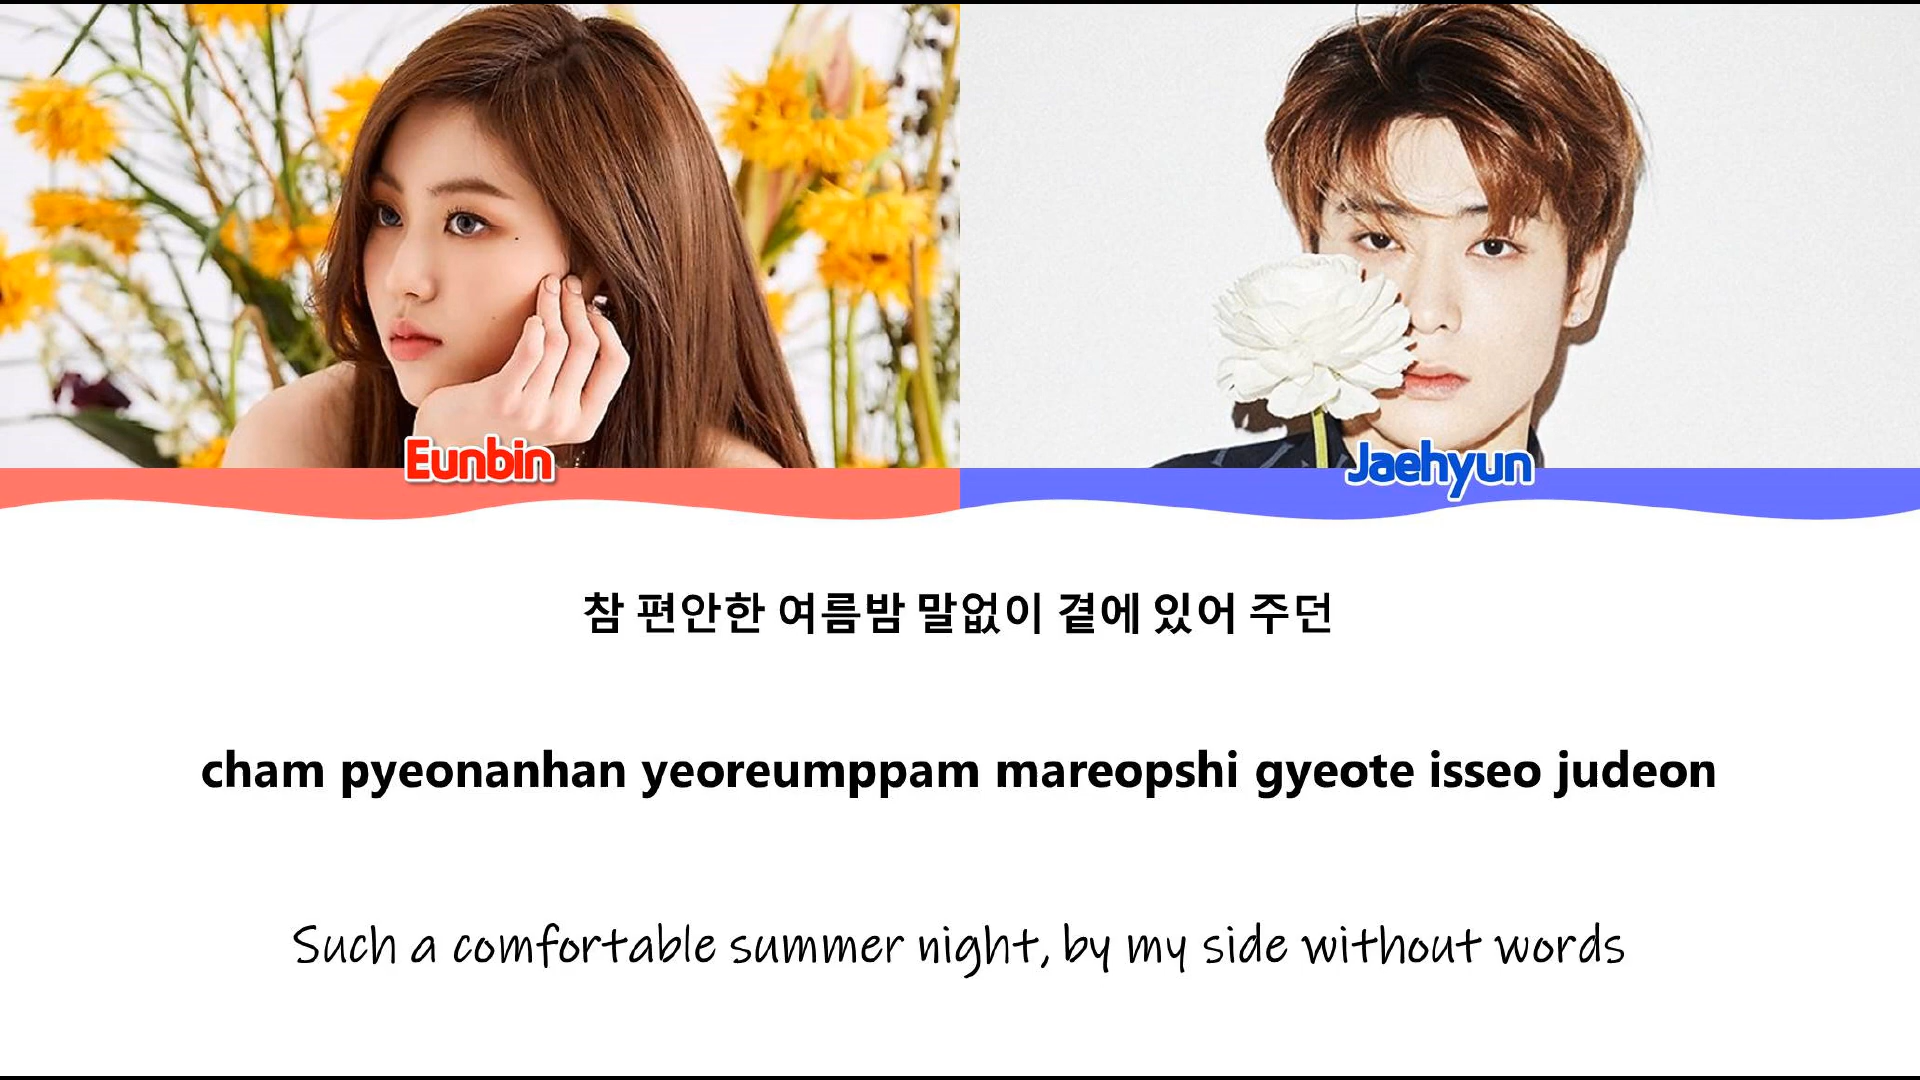 Eunbin
Jaehyun
참 편안한 여름밤 말없이 곁에 있어 주던
cham pyeonanhan yeoreumppam mareopshi gyeote isseo judeon
Such a comfortable summer night, by my side without words